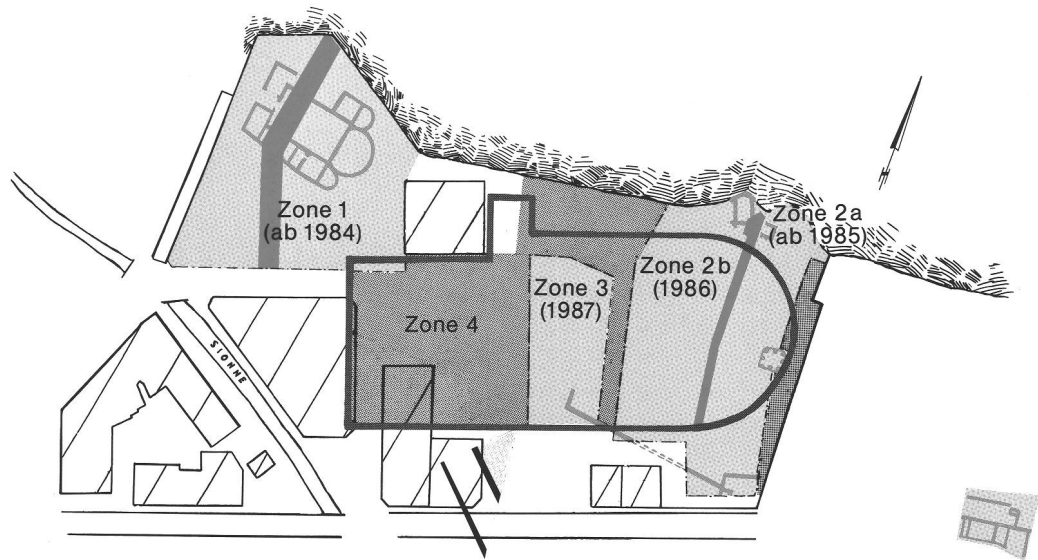 Zone 1
(ab 1984)
Zone 2a
(ab 1985)
Zone 2b
(1986)
Zone 3
(1987)
Zone 4
SIONNE